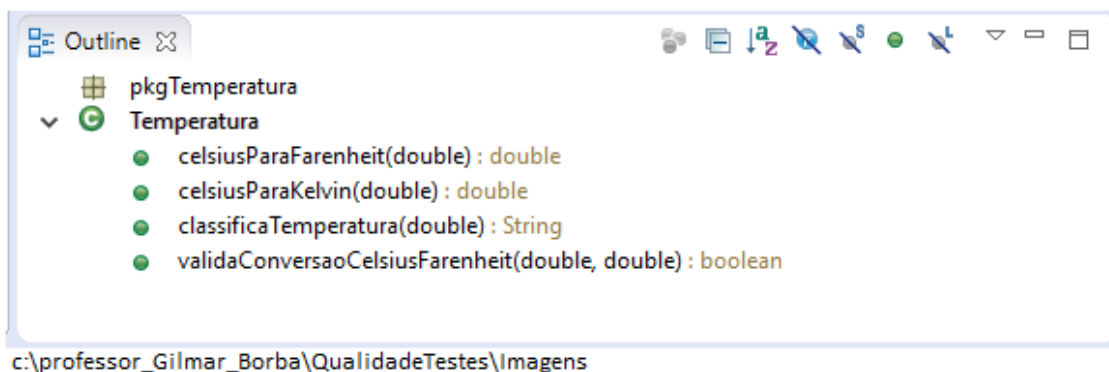 Outline
pkgTemperatura
Temperatura
celsiusParaFarenheit(double) : double
celsiusParaKelvin(double) : double
classificaTemperatura(double) : String
validaConversaoCelsiusFarenheit(double, double) : boolean
c:\professor_Gilmar_Borba\QualidadeTestes\Imagens